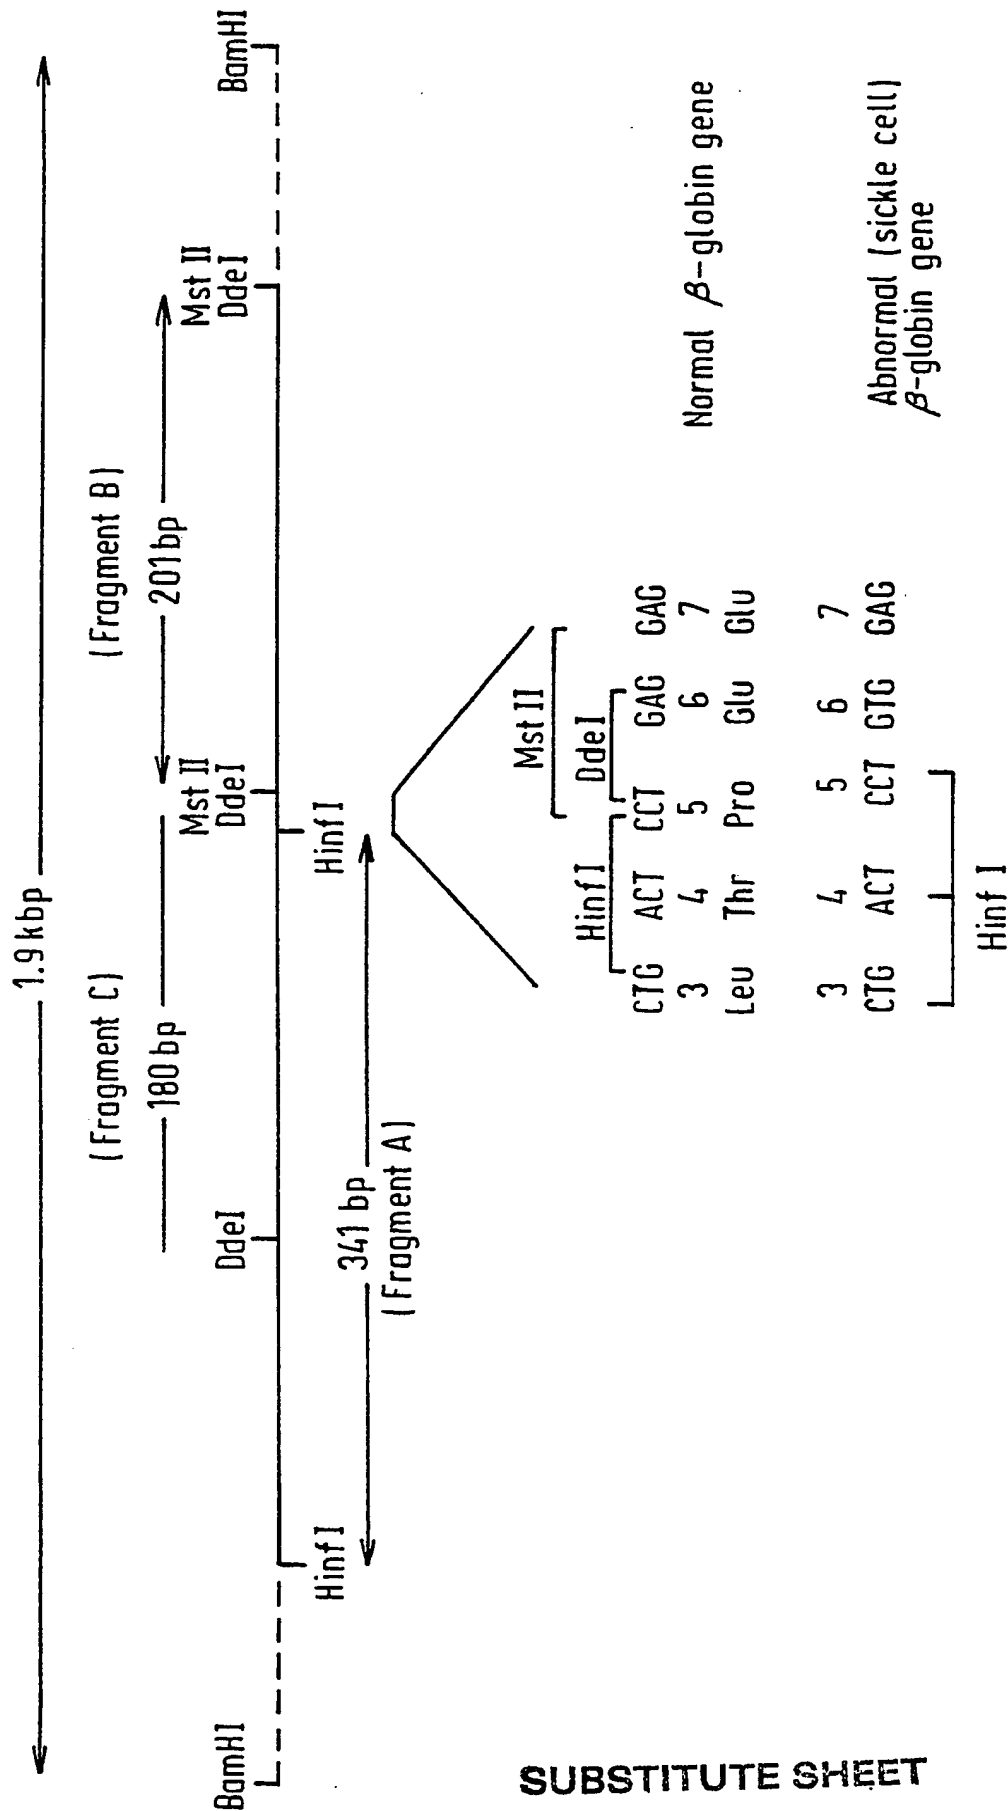 1.9 kbp
(Fragment C) (Fragment B)
180 bp 201 bp
Mst II Mst II
BamHI DdeI DdeI DdeI BamHI
HinfI HinfI
341 bp
(Fragment A)
Mst II
HinfI DdeI
CTG ACT CCT GAG GAG
3 4 5 6 7
Leu Thr Pro Glu Glu
Normal β-globin gene
3 4 5 6 7
CTG ACT CCT GTG GAG
Abnormal (sickle cell)
β-globin gene
Hinf I
SUBSTITUTE SHEET